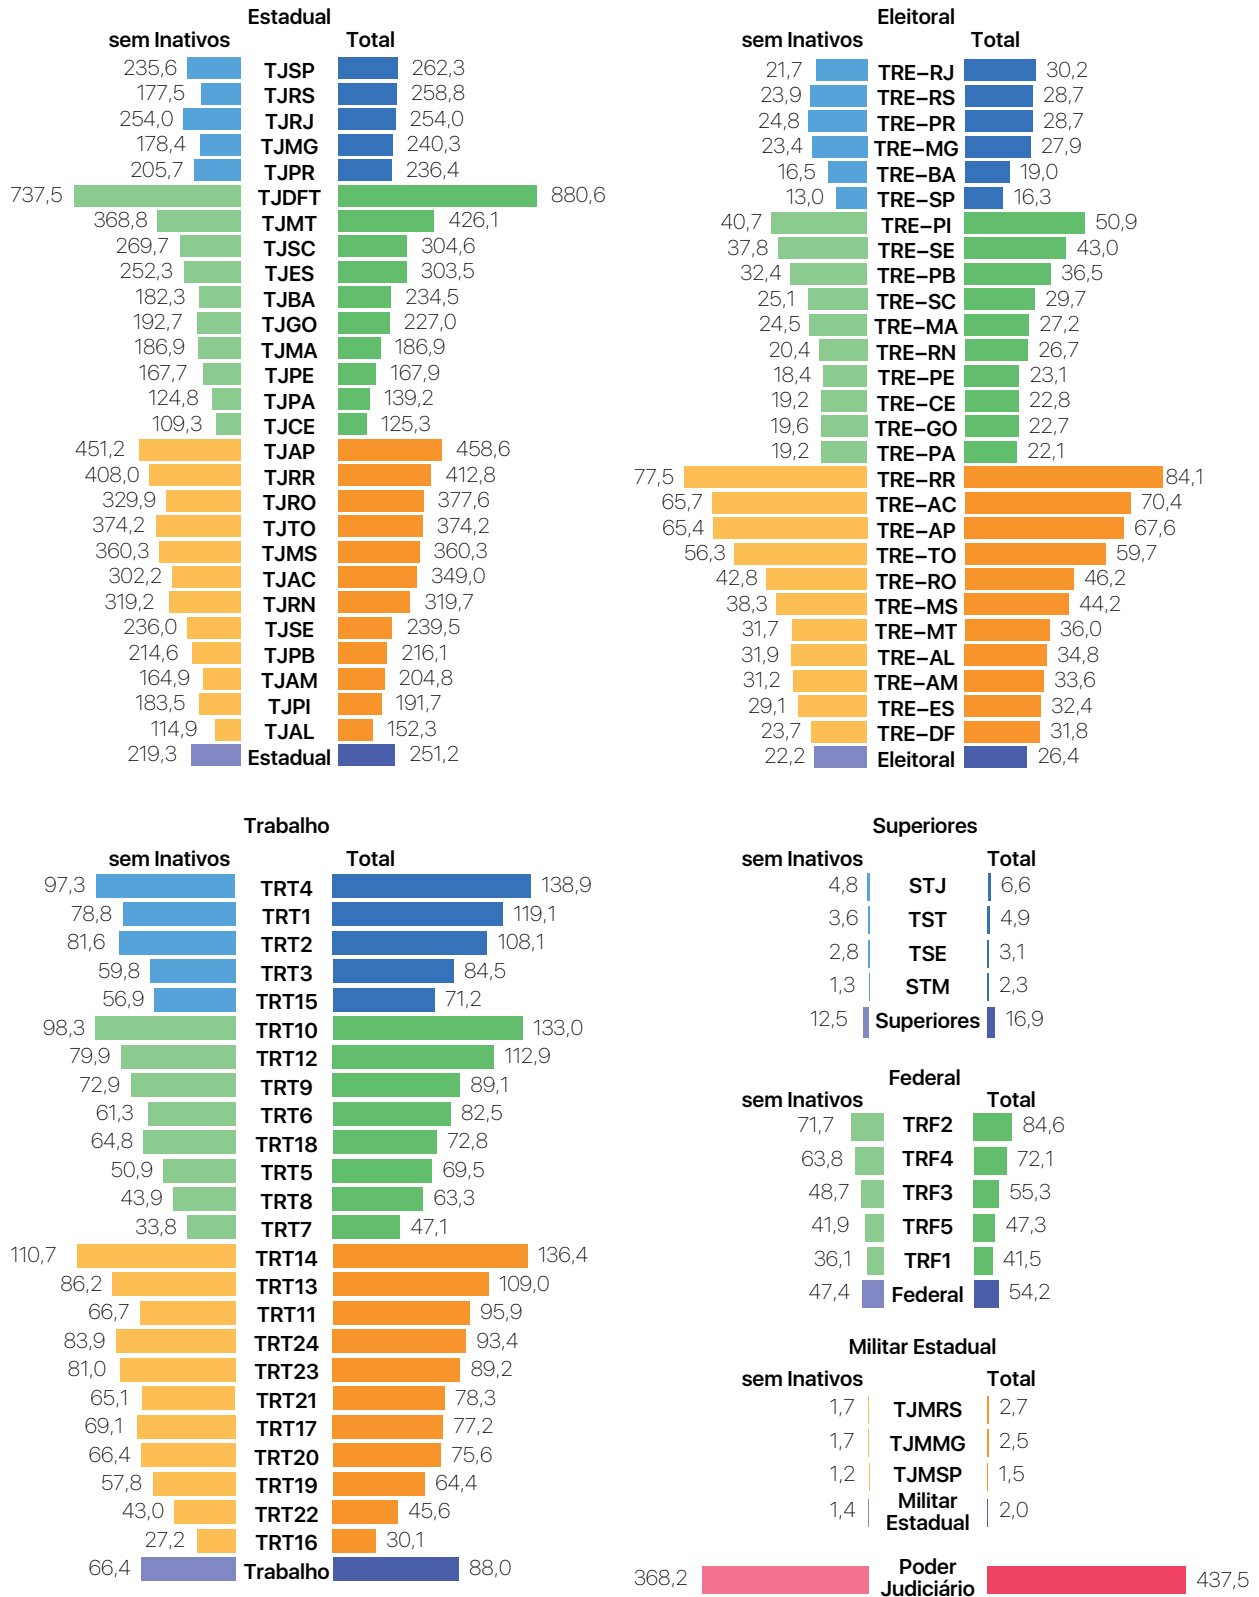 Estadual
sem Inativos Total
235,6 TJSP 262,3
177,5 TJRS 258,8
254,0 TJRJ 254,0
178,4 TJMG 240,3
205,7 TJPR 236,4
737,5 TJDFT 880,6
368,8 TJMT 426,1
269,7 TJSC 304,6
252,3 TJES 303,5
182,3 TJBA 234,5
192,7 TJGO 227,0
186,9 TJMA 186,9
167,7 TJPE 167,9
124,8 TJPA 139,2
109,3 TJCE 125,3
451,2 TJAP 458,6
408,0 TJRR 412,8
329,9 TJRO 377,6
374,2 TJTO 374,2
360,3 TJMS 360,3
302,2 TJAC 349,0
319,2 TJRN 319,7
236,0 TJSE 239,5
214,6 TJPB 216,1
164,9 TJAM 204,8
183,5 TJPI 191,7
114,9 TJAL 152,3
219,3 Estadual 251,2
Eleitoral
sem Inativos Total
21,7 TRE–RJ 30,2
23,9 TRE–RS 28,7
24,8 TRE–PR 28,7
23,4 TRE–MG 27,9
16,5 TRE–BA 19,0
13,0 TRE–SP 16,3
40,7 TRE–PI 50,9
37,8 TRE–SE 43,0
32,4 TRE–PB 36,5
25,1 TRE–SC 29,7
24,5 TRE–MA 27,2
20,4 TRE–RN 26,7
18,4 TRE–PE 23,1
19,2 TRE–CE 22,8
19,6 TRE–GO 22,7
19,2 TRE–PA 22,1
77,5 TRE–RR 84,1
65,7 TRE–AC 70,4
65,4 TRE–AP 67,6
56,3 TRE–TO 59,7
42,8 TRE–RO 46,2
38,3 TRE–MS 44,2
31,7 TRE–MT 36,0
31,9 TRE–AL 34,8
31,2 TRE–AM 33,6
29,1 TRE–ES 32,4
23,7 TRE–DF 31,8
22,2 Eleitoral 26,4
Trabalho
sem Inativos Total
97,3 TRT4 138,9
78,8 TRT1 119,1
81,6 TRT2 108,1
59,8 TRT3 84,5
56,9 TRT15 71,2
98,3 TRT10 133,0
79,9 TRT12 112,9
72,9 TRT9 89,1
61,3 TRT6 82,5
64,8 TRT18 72,8
50,9 TRT5 69,5
43,9 TRT8 63,3
33,8 TRT7 47,1
110,7 TRT14 136,4
86,2 TRT13 109,0
66,7 TRT11 95,9
83,9 TRT24 93,4
81,0 TRT23 89,2
65,1 TRT21 78,3
69,1 TRT17 77,2
66,4 TRT20 75,6
57,8 TRT19 64,4
43,0 TRT22 45,6
27,2 TRT16 30,1
66,4 Trabalho 88,0
Superiores
sem Inativos Total
4,8 STJ 6,6
3,6 TST 4,9
2,8 TSE 3,1
1,3 STM 2,3
12,5 Superiores 16,9
Federal
sem Inativos Total
71,7 TRF2 84,6
63,8 TRF4 72,1
48,7 TRF3 55,3
41,9 TRF5 47,3
36,1 TRF1 41,5
47,4 Federal 54,2
Militar Estadual
sem Inativos Total
1,7 TJMRS 2,7
1,7 TJMMG 2,5
1,2 TJMSP 1,5
1,4 Militar 2,0
Estadual
Poder
368,2 Judiciário 437,5